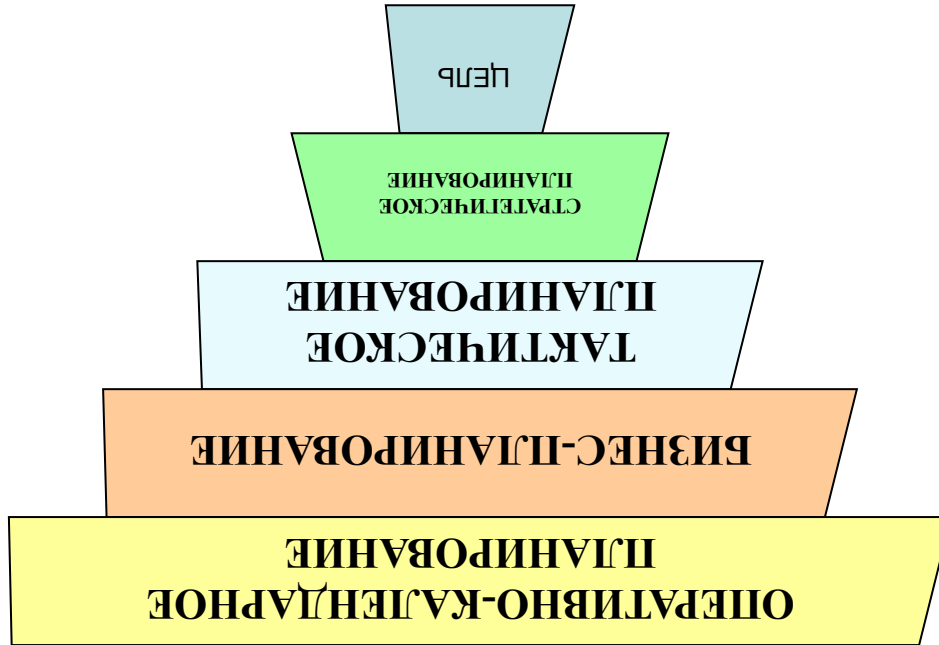 ОПЕРАТИВНО-КАЛЕНДАРНОЕ
ПЛАНИРОВАНИЕ
БИЗНЕС-ПЛАНИРОВАНИЕ
ТАКТИЧЕСКОЕ
ПЛАНИРОВАНИЕ
СТРАТЕГИЧЕСКОЕ
ПЛАНИРОВАНИЕ
ЦЕЛЬ